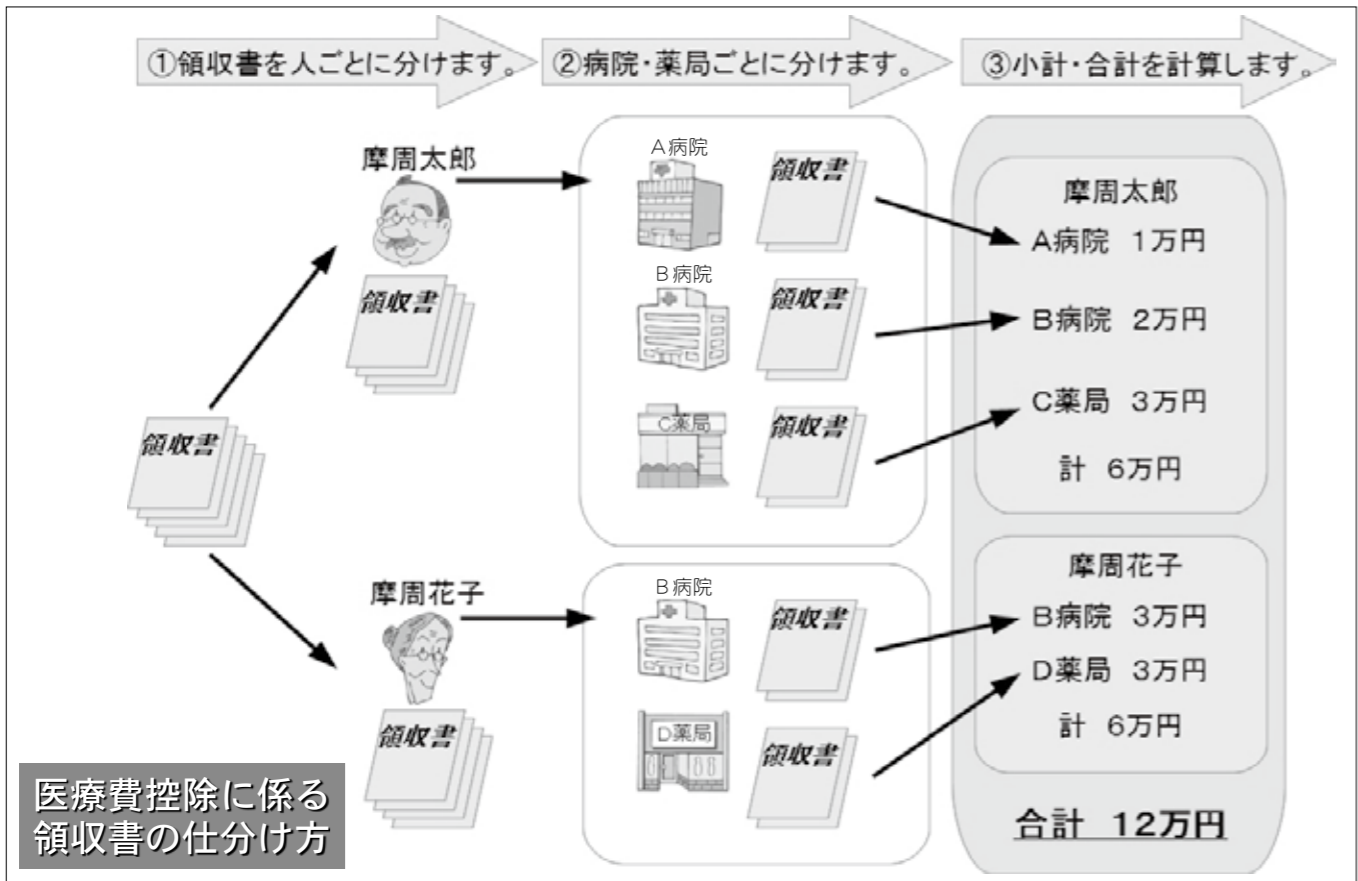 ①領収書を人ごとに分けます。
②病院・薬局ごとに分けます。
③小計・合計を計算します。
領収書
摩周太郎
領収書
A病院
領収書
B病院
領収書
C薬局
領収書
摩周太郎
A病院 1万円
B病院 2万円
C薬局 3万円
計 6万円
摩周花子
領収書
B病院
領収書
D薬局
領収書
摩周花子
B病院 3万円
D薬局 3万円
計 6万円
合計 12万円
医療費控除に係る
領収書の仕分け方